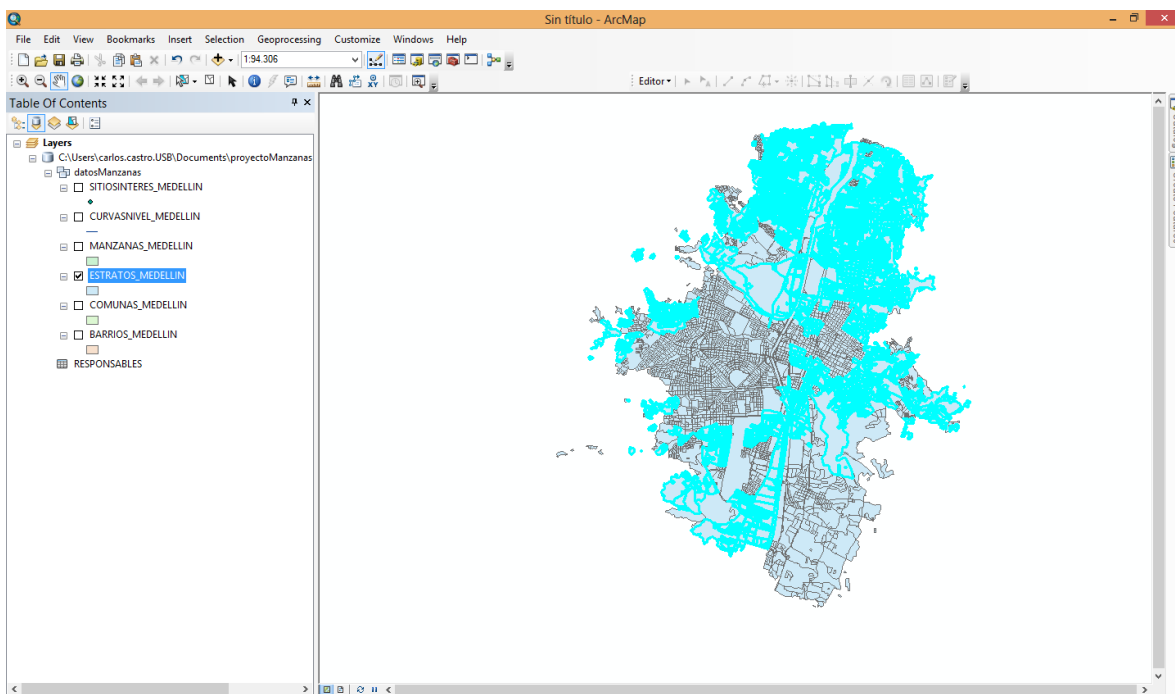 Sin título - ArcMap
File Edit View Bookmarks Insert Selection Geoprocessing Customize Windows Help
1:94.306
Editor
Table Of Contents
Layers
C:\Users\carlos.castro.USB\Documents\proyectoManzanas
datosManzanas
SITIOSINTERES_MEDELLIN
CURVASNIVEL_MEDELLIN
MANZANAS_MEDELLIN
ESTRATOS_MEDELLIN
COMUNAS_MEDELLIN
BARRIOS_MEDELLIN
RESPONSABLES